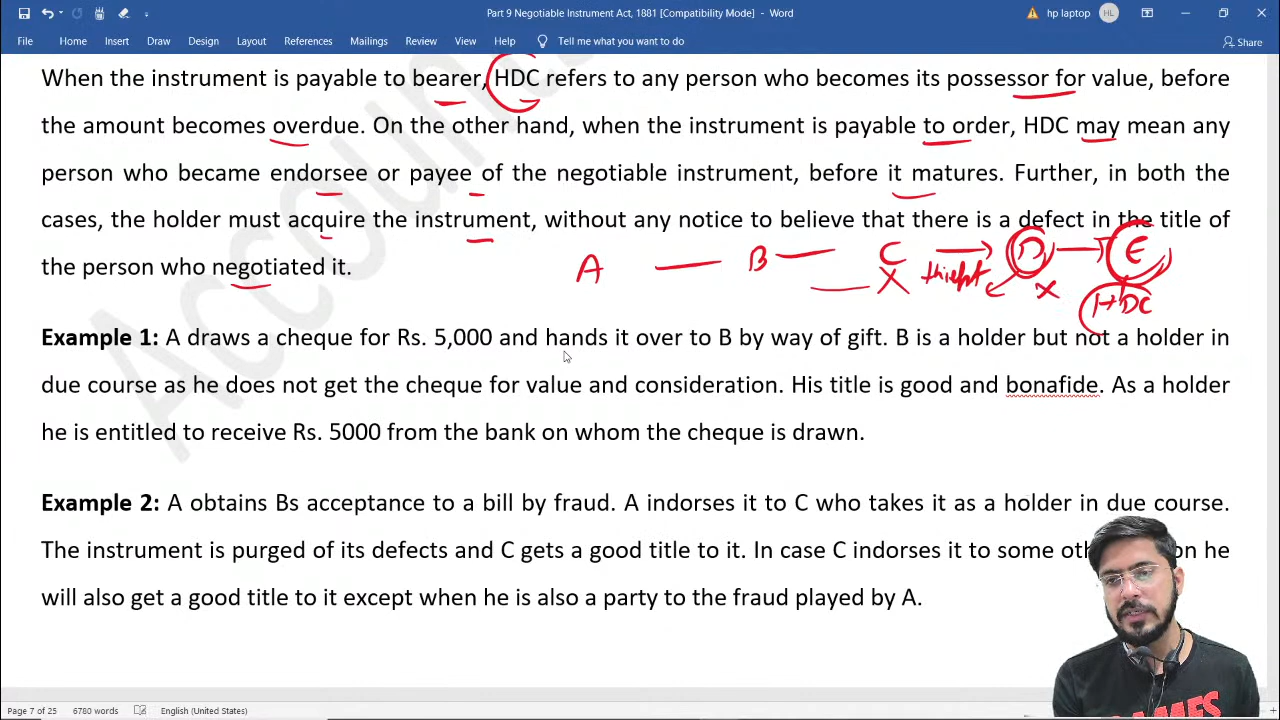 Part 9 Negotiable Instrument Act, 1881 [Compatibility Mode] - Word
hp laptop HL
File Home Insert Draw Design Layout References Mailings Review View Help Tell me what you want to do Share
When the instrument is payable to bearer, HDC refers to any person who becomes its possessor for value, before
the amount becomes overdue. On the other hand, when the instrument is payable to order, HDC may mean any
person who became endorsee or payee of the negotiable instrument, before it matures. Further, in both the
cases, the holder must acquire the instrument, without any notice to believe that there is a defect in the title of
the person who negotiated it.
A B C D E
X X HDC
Example 1: A draws a cheque for Rs. 5,000 and hands it over to B by way of gift. B is a holder but not a holder in
due course as he does not get the cheque for value and consideration. His title is good and bonafide. As a holder
he is entitled to receive Rs. 5000 from the bank on whom the cheque is drawn.
Example 2: A obtains Bs acceptance to a bill by fraud. A indorses it to C who takes it as a holder in due course.
The instrument is purged of its defects and C gets a good title to it. In case C indorses it to some he
will also get a good title to it except when he is also a party to the fraud played by A.
Page 7 of 25 6780 words English (United States)